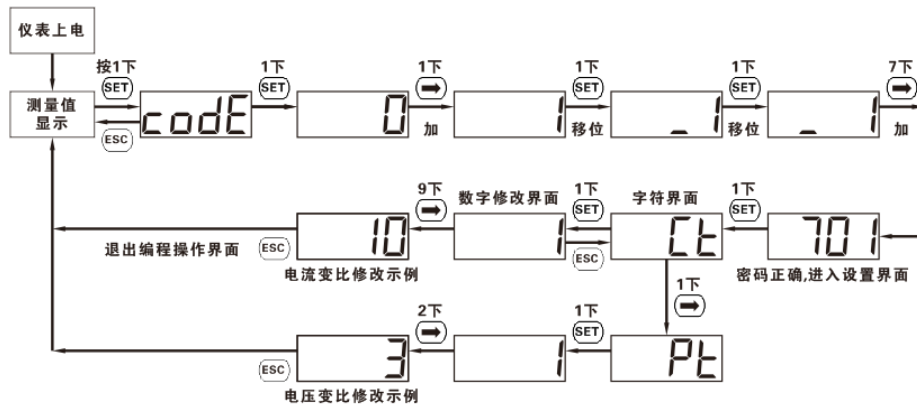 仪表上电
按1下
SET
1下
SET
1下
1下
SET
1下
SET
7下
测量值
显示
ESC
codE
0
加
1
移位
_1
移位
_ 1
加
9下
数字修改界面
1下
SET
字符界面
1下
SET
退出编程操作界面
ESC
10
1
ESC
Ct
701
电流变比修改示例
密码正确,进入设置界面
1下
2下
1下
SET
ESC
3
1
Pt
电压变比修改示例